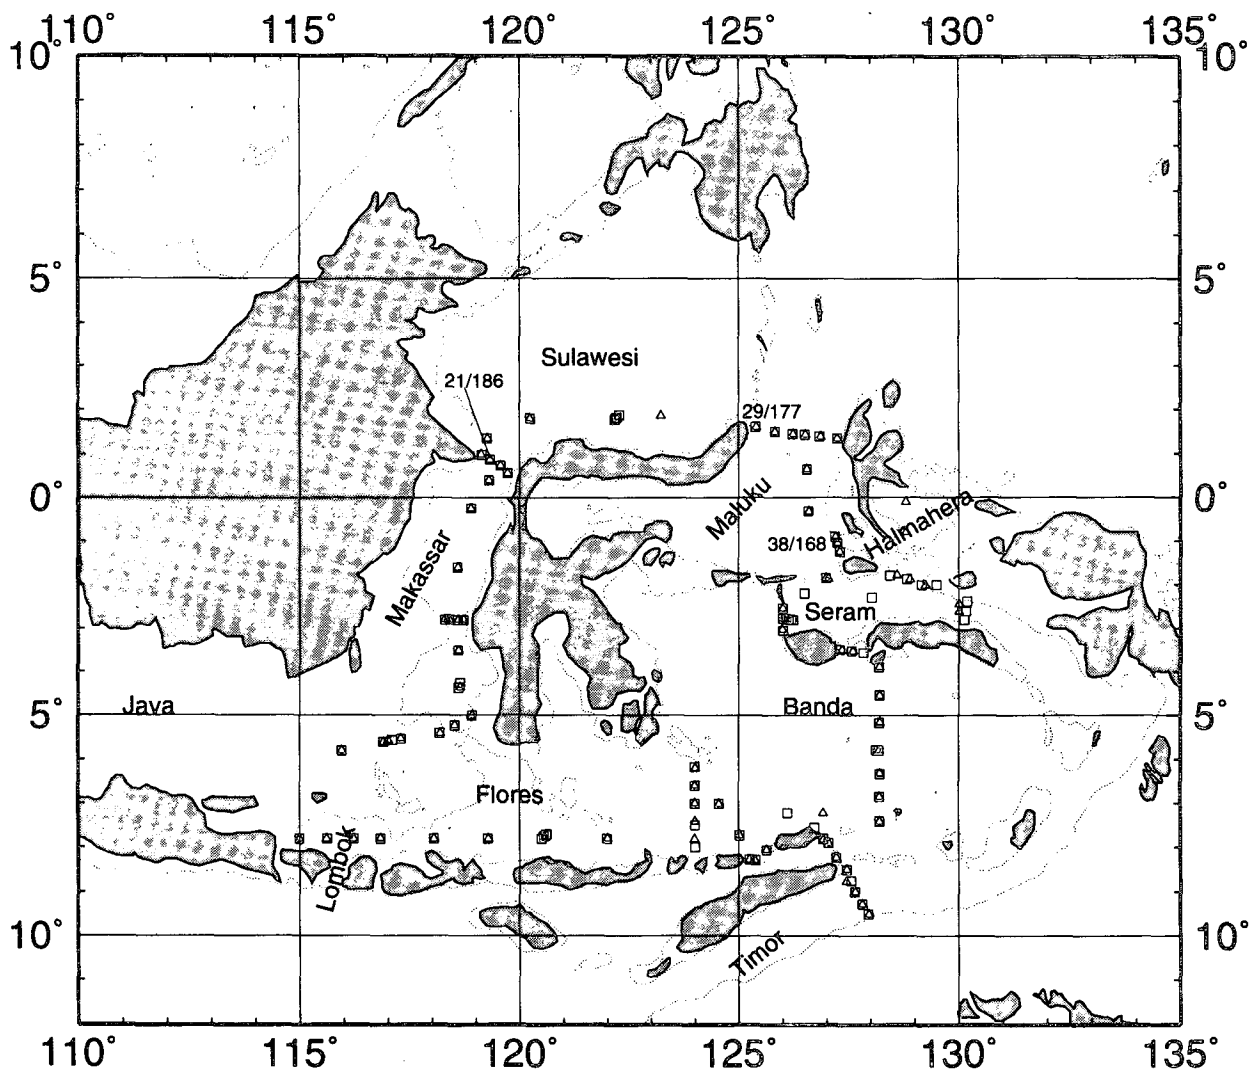 110° 115° 120° 125° 130° 135°
10° 10°
5° 5°
Sulawesi
21/186
29/177
0° 0°
Maluku
Halmahera
38/168
Makassar
Seram
Java
Banda
5° 5°
Flores
Lombok
10° 10°
Timor
110° 115° 120° 125° 130° 135°